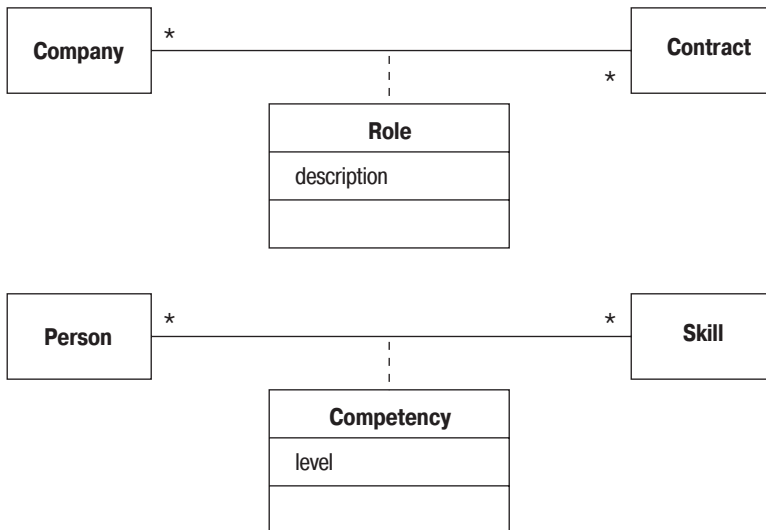 Company
*
*
Contract
Role
description
Person
*
*
Skill
Competency
level